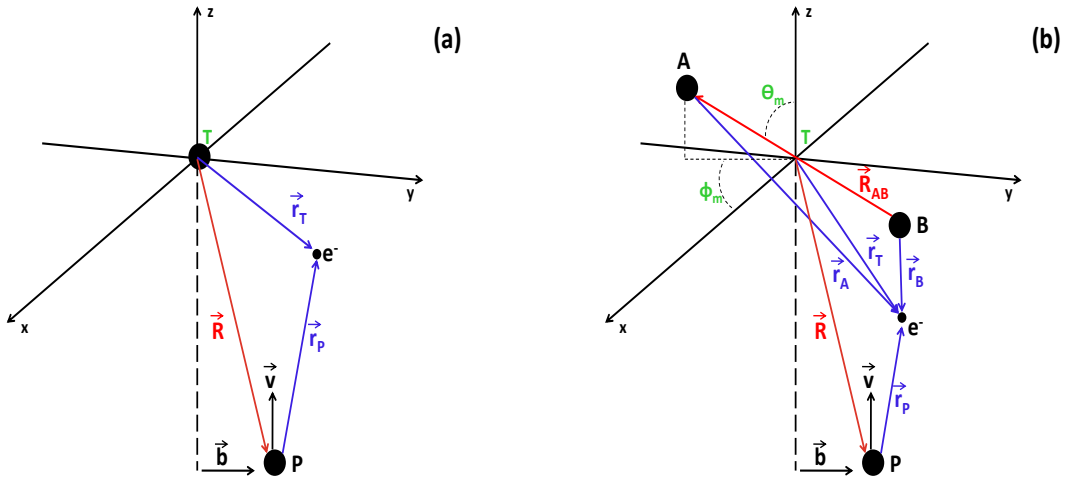 z
(a)
T
y
r_T
e⁻
x
R
r_P
v
b
P
z
(b)
A
θ_m
T
y
R_AB
ϕ_m
B
r_T
r_B
r_A
x
e⁻
R
v
r_P
b
P